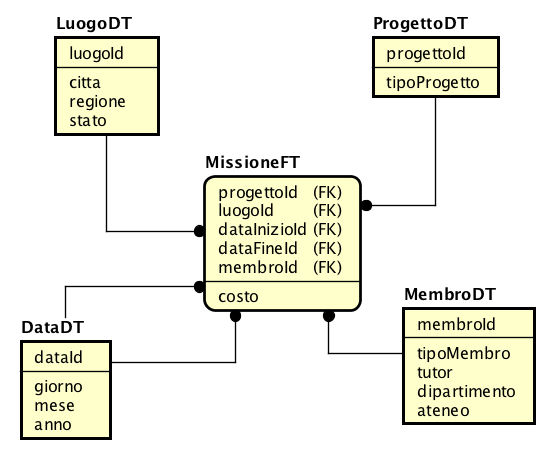 LuogoDT
luogoId
citta
regione
stato
ProgettoDT
progettoId
tipoProgetto
MissioneFT
progettoId (FK)
luogoId (FK)
dataInizioId (FK)
dataFineId (FK)
membroId (FK)
costo
DataDT
dataId
giorno
mese
anno
MembroDT
membroId
tipoMembro
tutor
dipartimento
ateneo